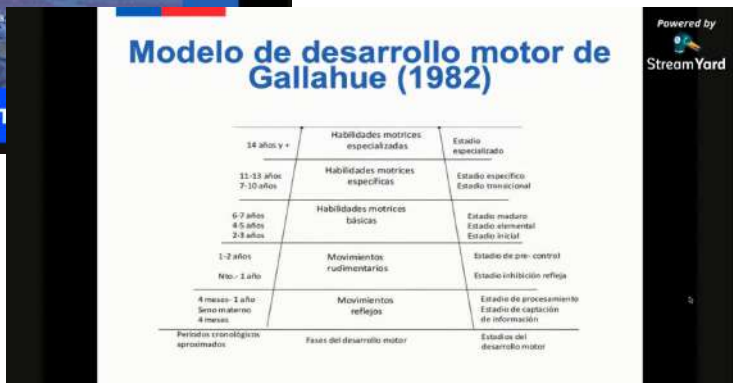 Powered by
StreamYard
Modelo de desarrollo motor de
Gallahue (1982)
14 años y +
Habilidades motrices
especializadas
Estadio
especializado
11-13 años
7-10 años
Habilidades motrices
específicas
Estadio específico
Estadio transicional
6-7 años
4-5 años
2-3 años
Habilidades motrices
básicas
Estadio maduro
Estadio elemental
Estadio inicial
1-2 años
Nto.- 1 año
Movimientos
rudimentarios
Estadio de pre- control
Estadio inhibición refleja
4 meses- 1 año
Seno materno
4 meses
Movimientos
reflejos
Estadio de procesamiento
Estadio de captación
de información
Períodos cronológicos
aproximados
Fases del desarrollo motor
Estadios del
desarrollo motor